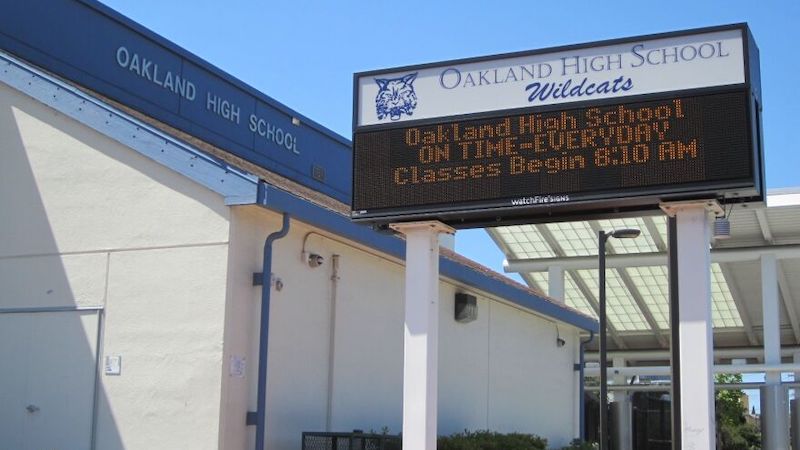 OAKLAND HIGH SCHOOL
OAKLAND HIGH SCHOOL
Wildcats
Oakland High School
ON TIME-EVERYDAY
Classes Begin 8:10 AM
WATCHFIRE SIGNS